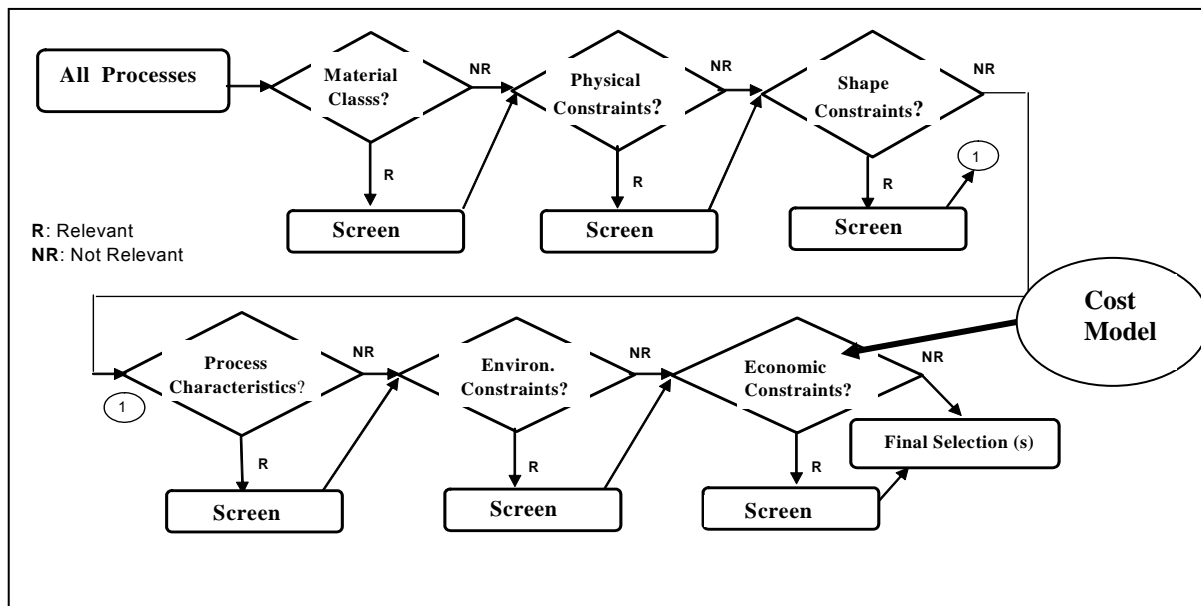 All Processes
Material
Classs?
NR
Physical
Constraints?
NR
Shape
Constraints?
NR
R
R
R
1
Screen
Screen
Screen
R: Relevant
NR: Not Relevant
Cost
Model
Process
Characteristics?
NR
Environ.
Constraints?
NR
Economic
Constraints?
NR
1
Final Selection (s)
R
R
R
Screen
Screen
Screen